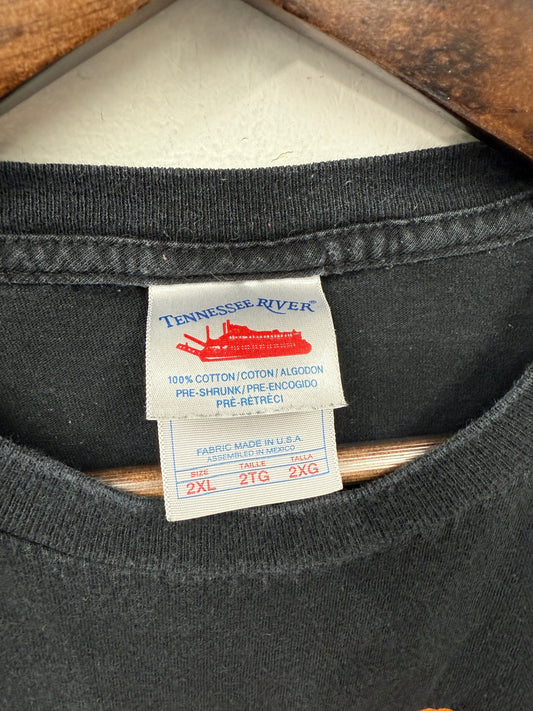 TENNESSEE RIVER®
100% COTTON/COTON/ALGODON
PRE-SHRUNK/PRE-ENCOGIDO
PRÉ-RÉTRÉCI
FABRIC MADE IN U.S.A.
ASSEMBLED IN MEXICO
SIZE TAILLE TALLA
2XL 2TG 2XG